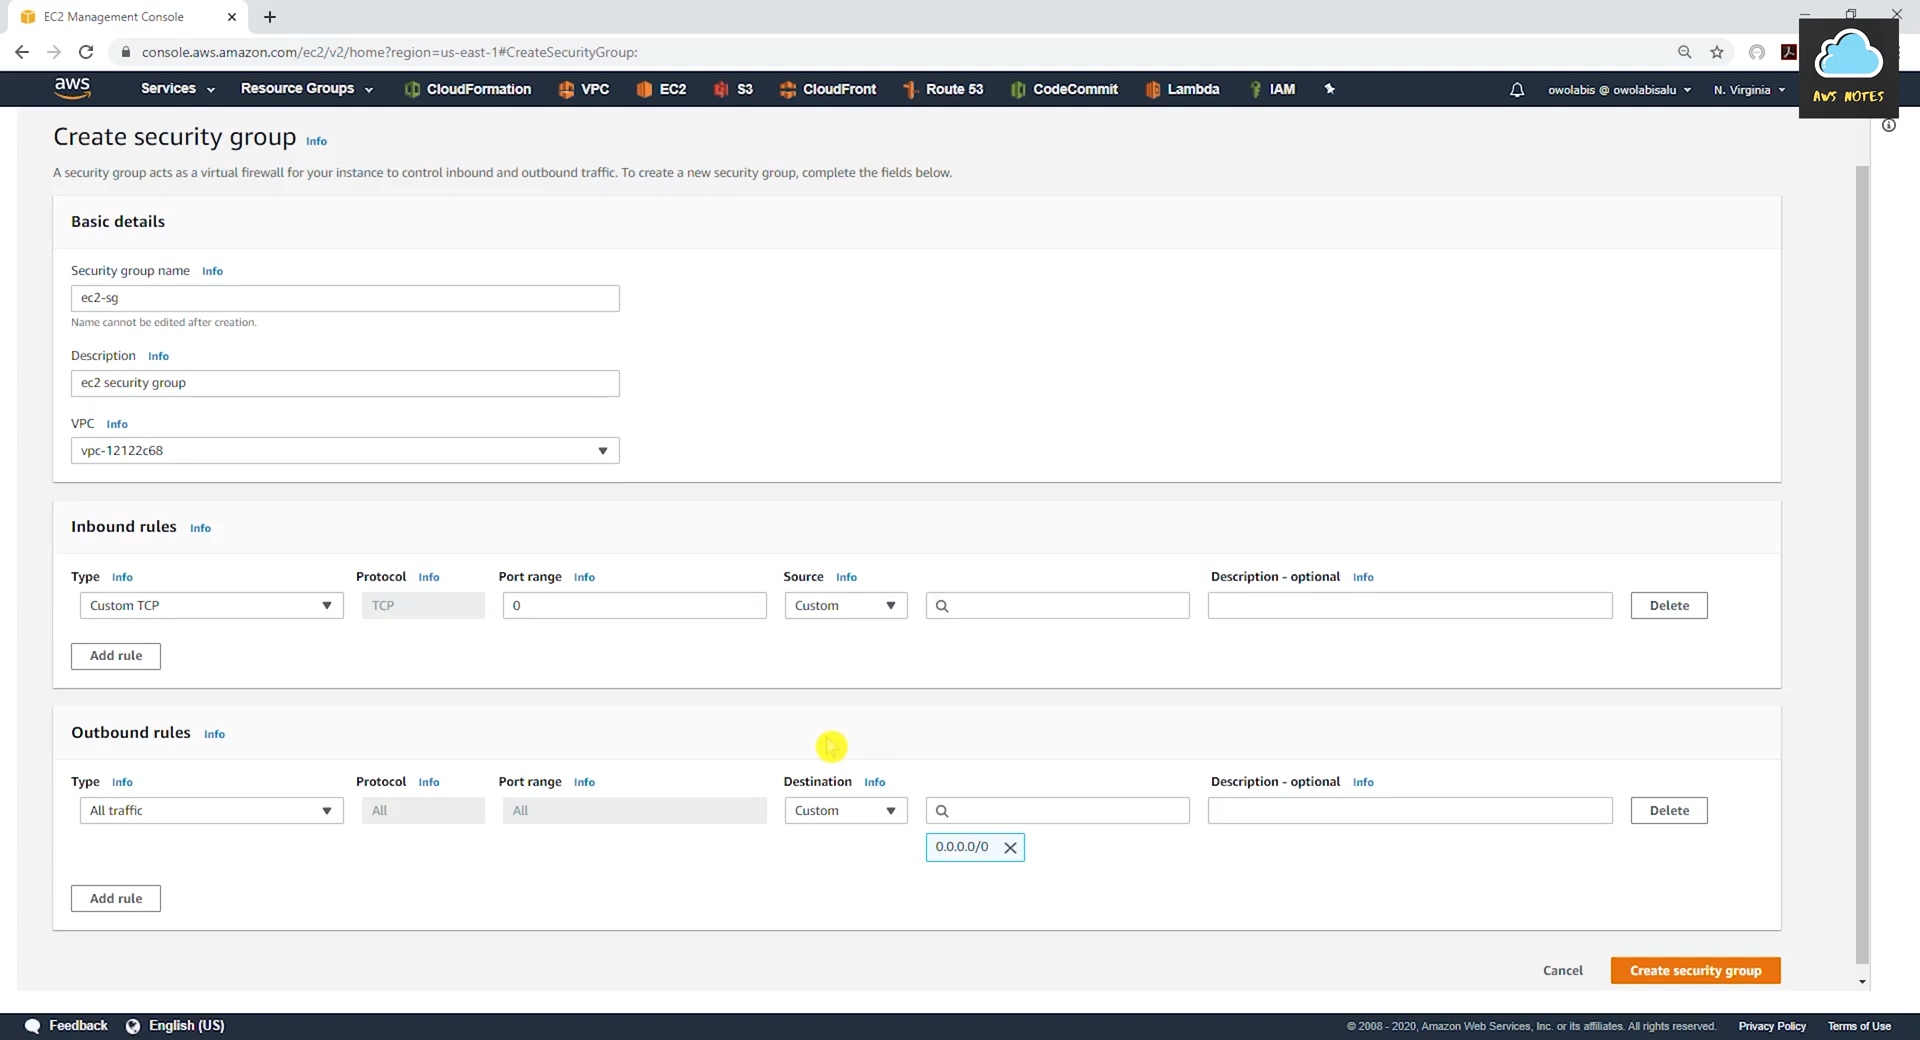 EC2 Management Console
console.aws.amazon.com/ec2/v2/home?region=us-east-1#CreateSecurityGroup:
aws Services Resource Groups CloudFormation VPC EC2 S3 CloudFront Route 53 CodeCommit Lambda IAM owolabis @ owolabisalu N. Virginia
AWS NOTES
Create security group Info
A security group acts as a virtual firewall for your instance to control inbound and outbound traffic. To create a new security group, complete the fields below.
Basic details
Security group name Info
ec2-sg
Name cannot be edited after creation.
Description Info
ec2 security group
VPC Info
vpc-12122c68
Inbound rules Info
Type Info Protocol Info Port range Info Source Info Description - optional Info
Custom TCP TCP 0 Custom Delete
Add rule
Outbound rules Info
Type Info Protocol Info Port range Info Destination Info Description - optional Info
All traffic All All Custom Delete
0.0.0.0/0
Add rule
Cancel Create security group
Feedback English (US) © 2008 - 2020, Amazon Web Services, Inc. or its affiliates. All rights reserved. Privacy Policy Terms of Use